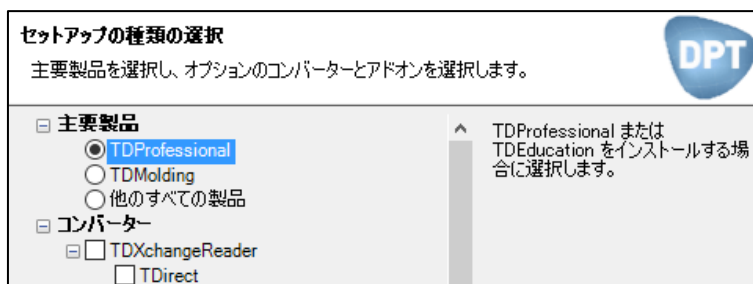 セットアップの種類の選択
主要製品を選択し、オプションのコンバーターとアドオンを選択します。
DPT
主要製品
TDProfessional
TDMolding
他のすべての製品
コンバーター
TDXchangeReader
TDirect
TDProfessional または
TDEducation をインストールする場
合に選択します。